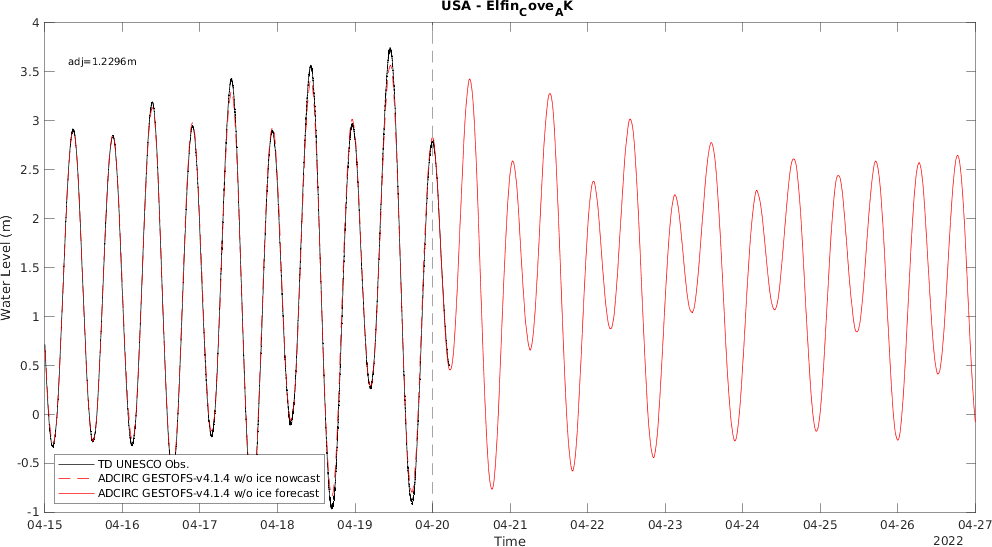 USA - Elfin_Cove_AK
adj=1.2296m
Water Level (m)
4
3.5
3
2.5
2
1.5
1
0.5
0
-0.5
-1
TD UNESCO Obs.
ADCIRC GESTOFS-v4.1.4 w/o ice nowcast
ADCIRC GESTOFS-v4.1.4 w/o ice forecast
04-15 04-16 04-17 04-18 04-19 04-20 04-21 04-22 04-23 04-24 04-25 04-26 04-27
Time
2022